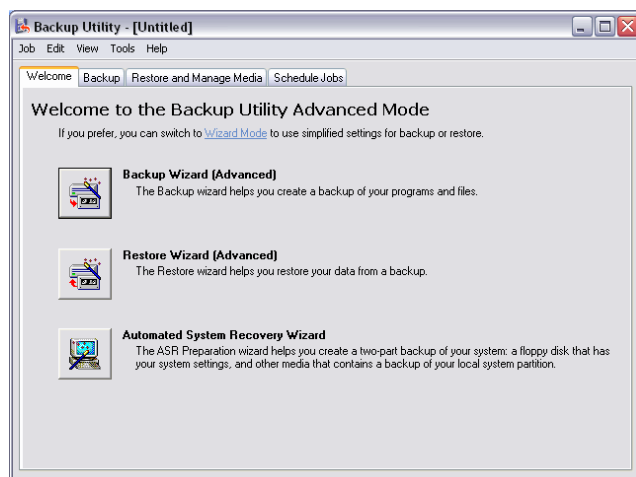 Backup Utility - [Untitled]
Job Edit View Tools Help
Welcome Backup Restore and Manage Media Schedule Jobs
Welcome to the Backup Utility Advanced Mode
If you prefer, you can switch to Wizard Mode to use simplified settings for backup or restore.
Backup Wizard (Advanced)
The Backup wizard helps you create a backup of your programs and files.
Restore Wizard (Advanced)
The Restore wizard helps you restore your data from a backup.
Automated System Recovery Wizard
The ASR Preparation wizard helps you create a two-part backup of your system: a floppy disk that has
your system settings, and other media that contains a backup of your local system partition.